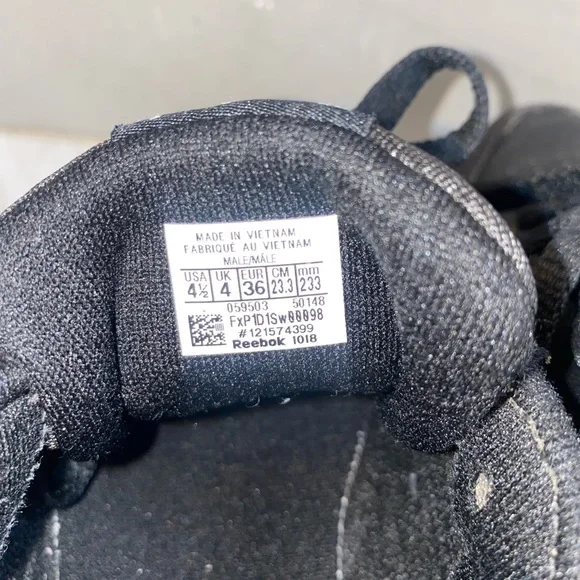 MADE IN VIETNAM
FABRIQUÉ AU VIETNAM
MALE/MÂLE
USA UK EUR CM mm
4½ 4 36 23.3 233
059503 50148
FxP1D1Sw00098
#121574399
Reebok 1018